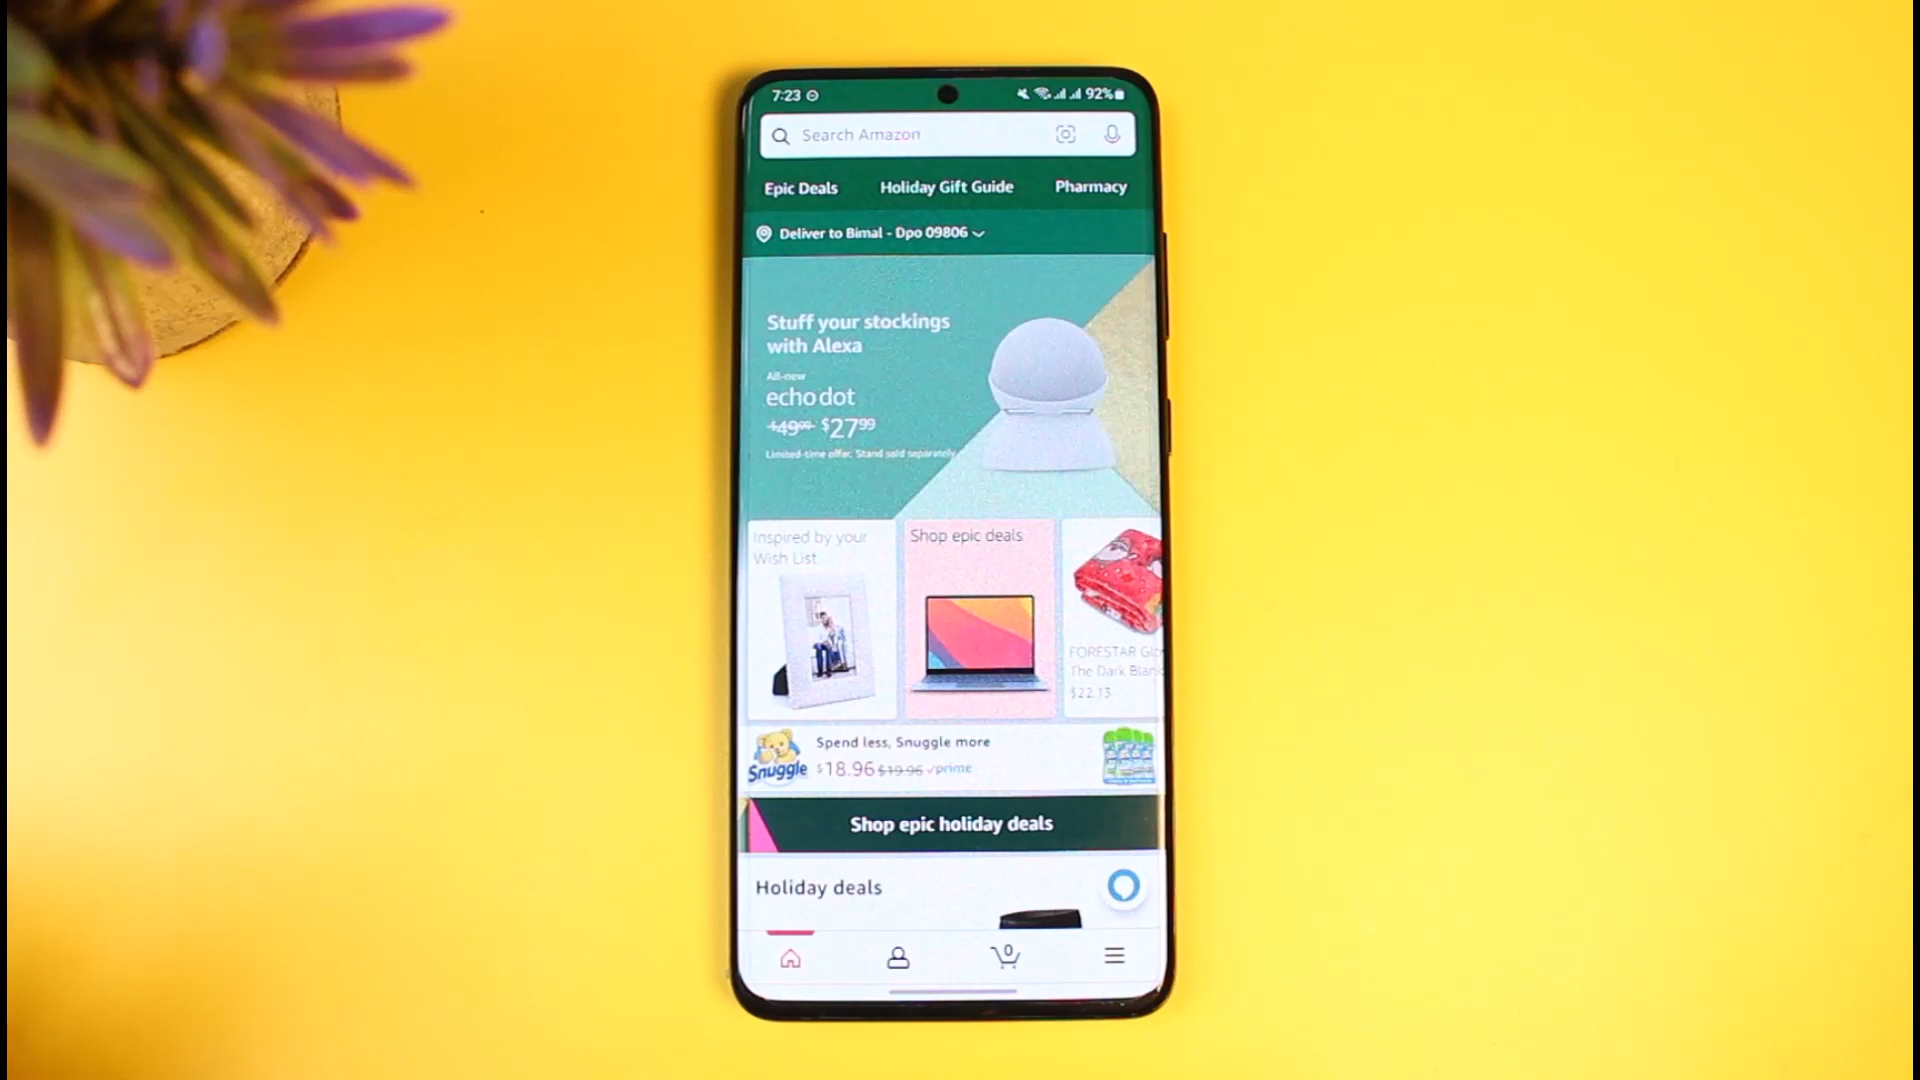 7:23
92%
Search Amazon
Epic Deals
Holiday Gift Guide
Pharmacy
Deliver to Bimal - Dpo 09806
Stuff your stockings
with Alexa
All-new
echo dot
$49.99 $27.99
Limited-time offer. Stand sold separately
Inspired by your
Wish List
Shop epic deals
FORESTAR Glo
The Dark Blan
$22.13
Snuggle
Spend less, Snuggle more
$18.96 $19.96 prime
Shop epic holiday deals
Holiday deals
0